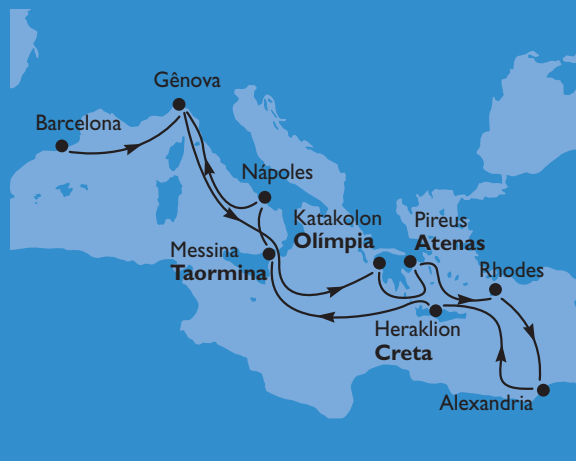 Gênova
Barcelona
Nápoles
Katakolon
Olímpia
Pireus
Atenas
Messina
Taormina
Rhodes
Heraklion
Creta
Alexandria